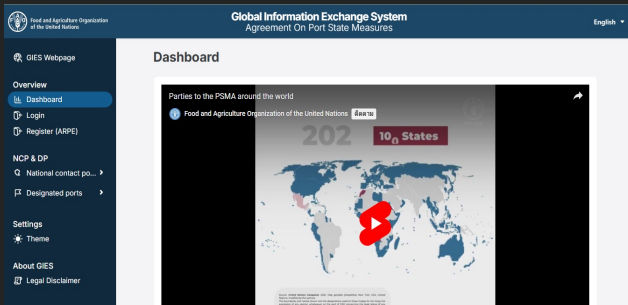 Food and Agriculture Organization
of the United Nations
Global Information Exchange System
Agreement On Port State Measures
English
GIES Webpage
Overview
Dashboard
Login
Register (ARPE)
NCP & DP
National contact po...
Designated ports
Settings
Theme
About GIES
Legal Disclaimer
Dashboard
Parties to the PSMA around the world
Food and Agriculture Organization of the United Nations ติดตาม
202
States